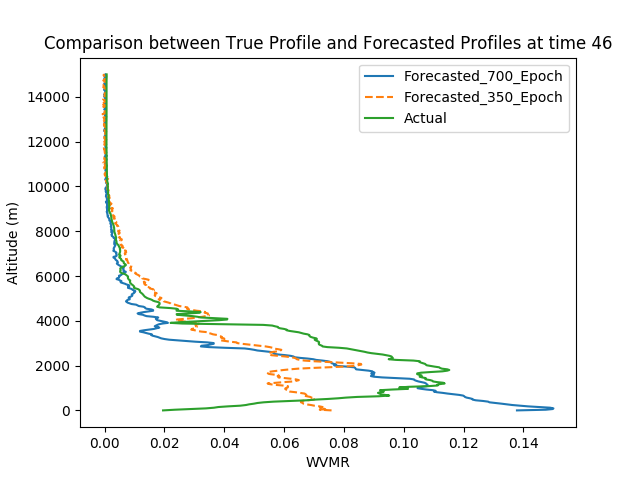 Comparison between True Profile and Forecasted Profiles at time 46
Forecasted_700_Epoch
Forecasted_350_Epoch
Actual
Altitude (m)
14000
12000
10000
8000
6000
4000
2000
0
0.00 0.02 0.04 0.06 0.08 0.10 0.12 0.14
WVMR